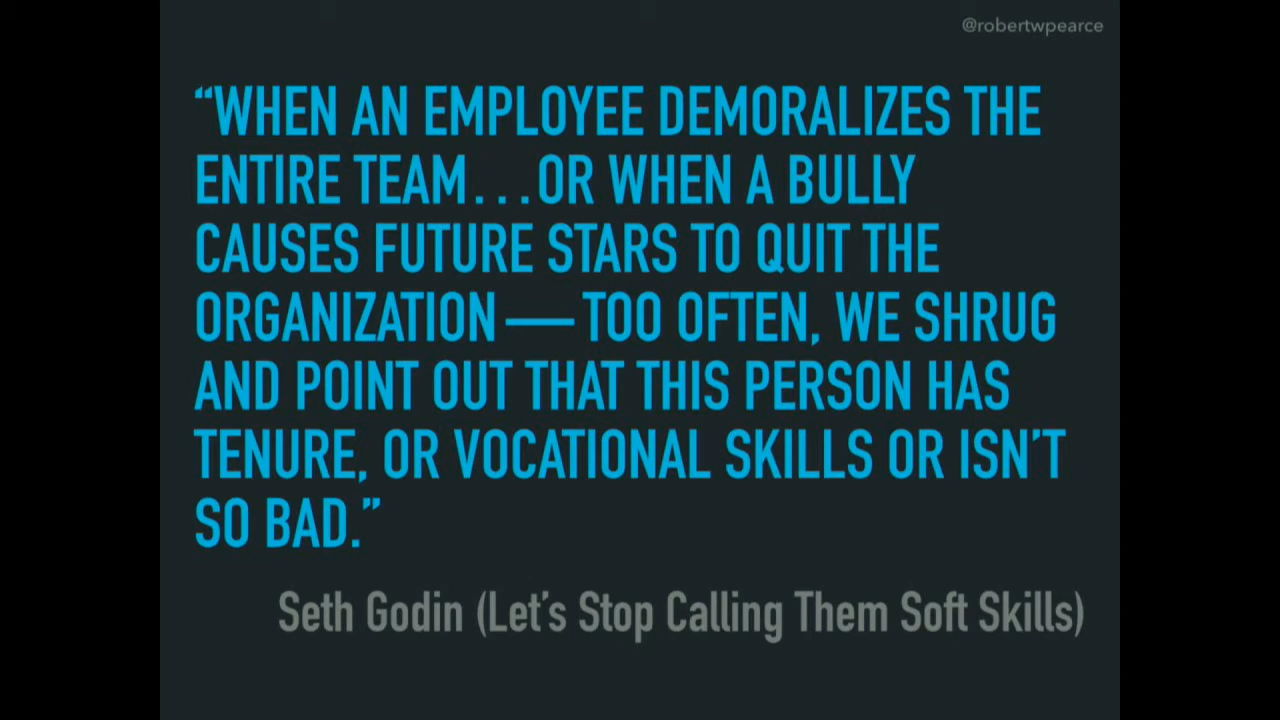 @robertwpearce
“WHEN AN EMPLOYEE DEMORALIZES THE
ENTIRE TEAM...OR WHEN A BULLY
CAUSES FUTURE STARS TO QUIT THE
ORGANIZATION — TOO OFTEN, WE SHRUG
AND POINT OUT THAT THIS PERSON HAS
TENURE, OR VOCATIONAL SKILLS OR ISN’T
SO BAD.”
Seth Godin (Let’s Stop Calling Them Soft Skills)